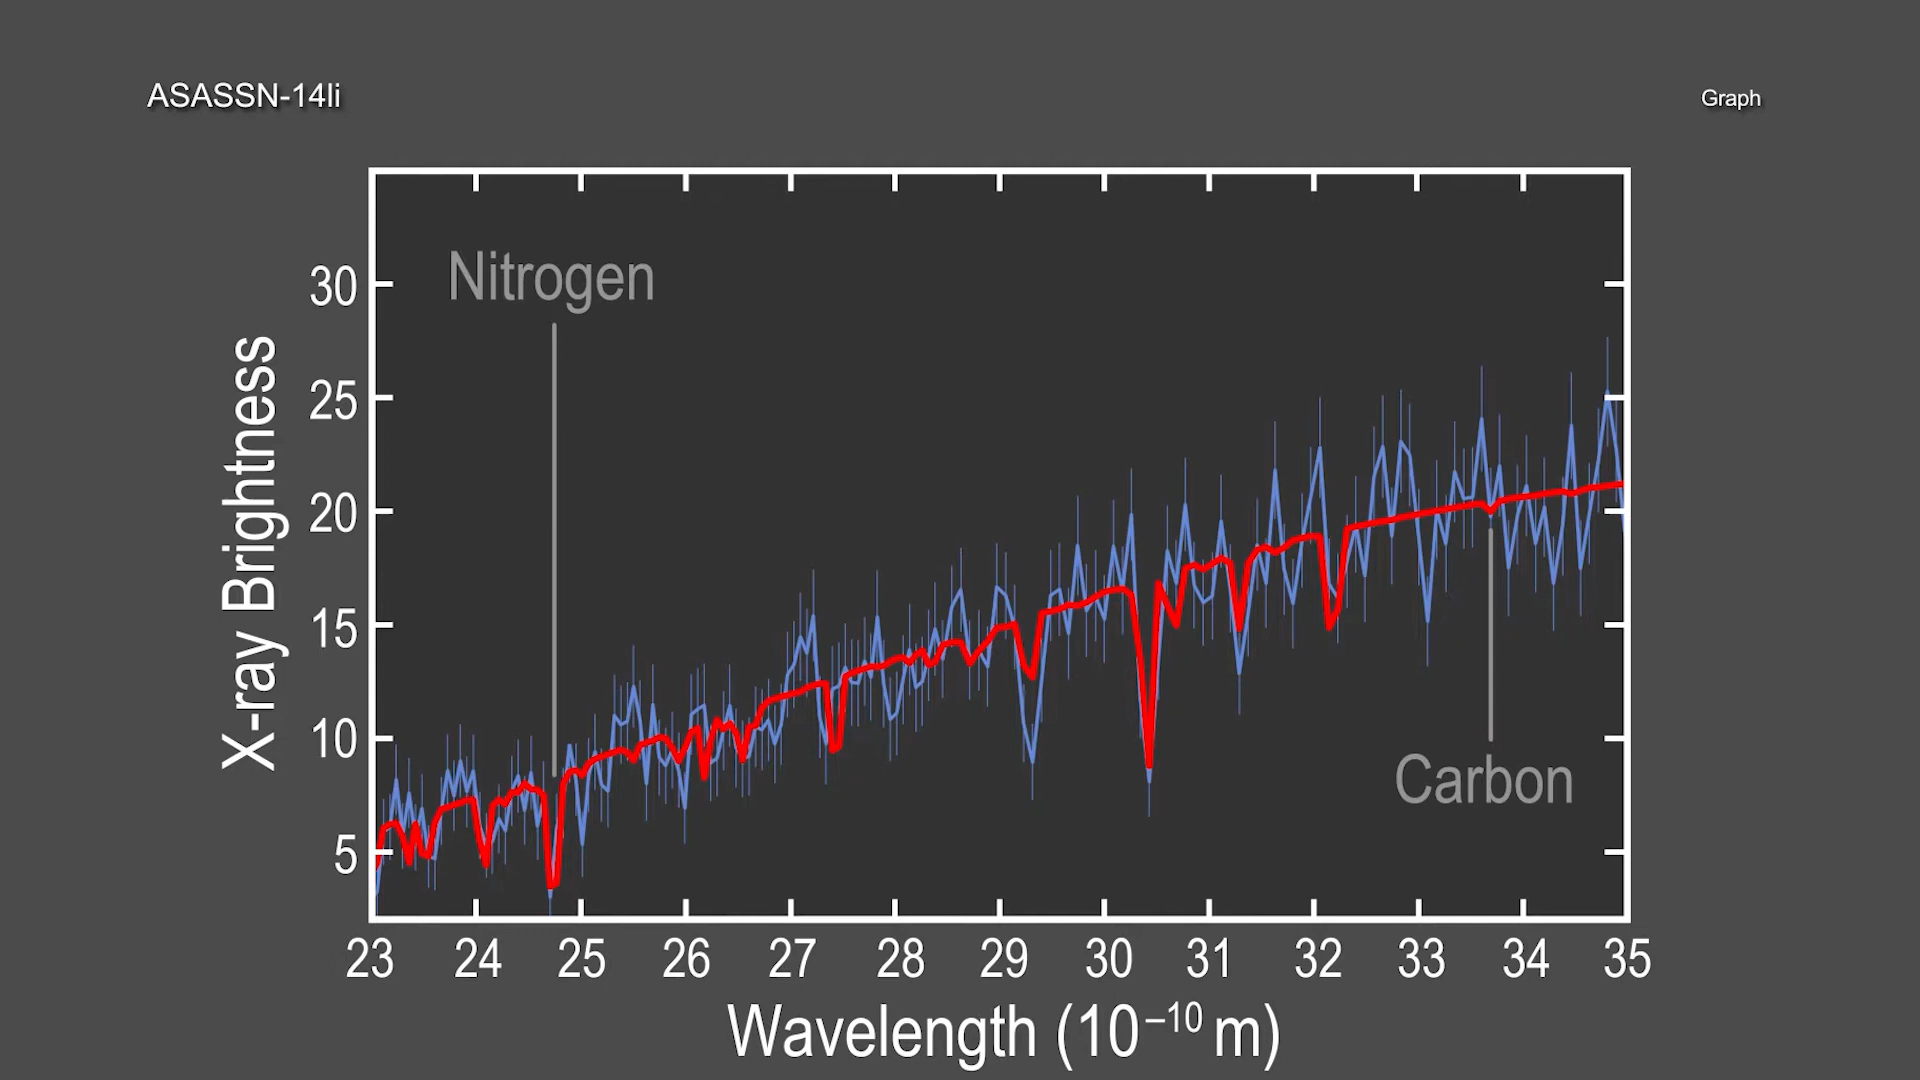 ASASSN-14li
Graph
Nitrogen
30
25
20
15
10
5
X-ray Brightness
Carbon
23 24 25 26 27 28 29 30 31 32 33 34 35
Wavelength (10⁻¹⁰ m)